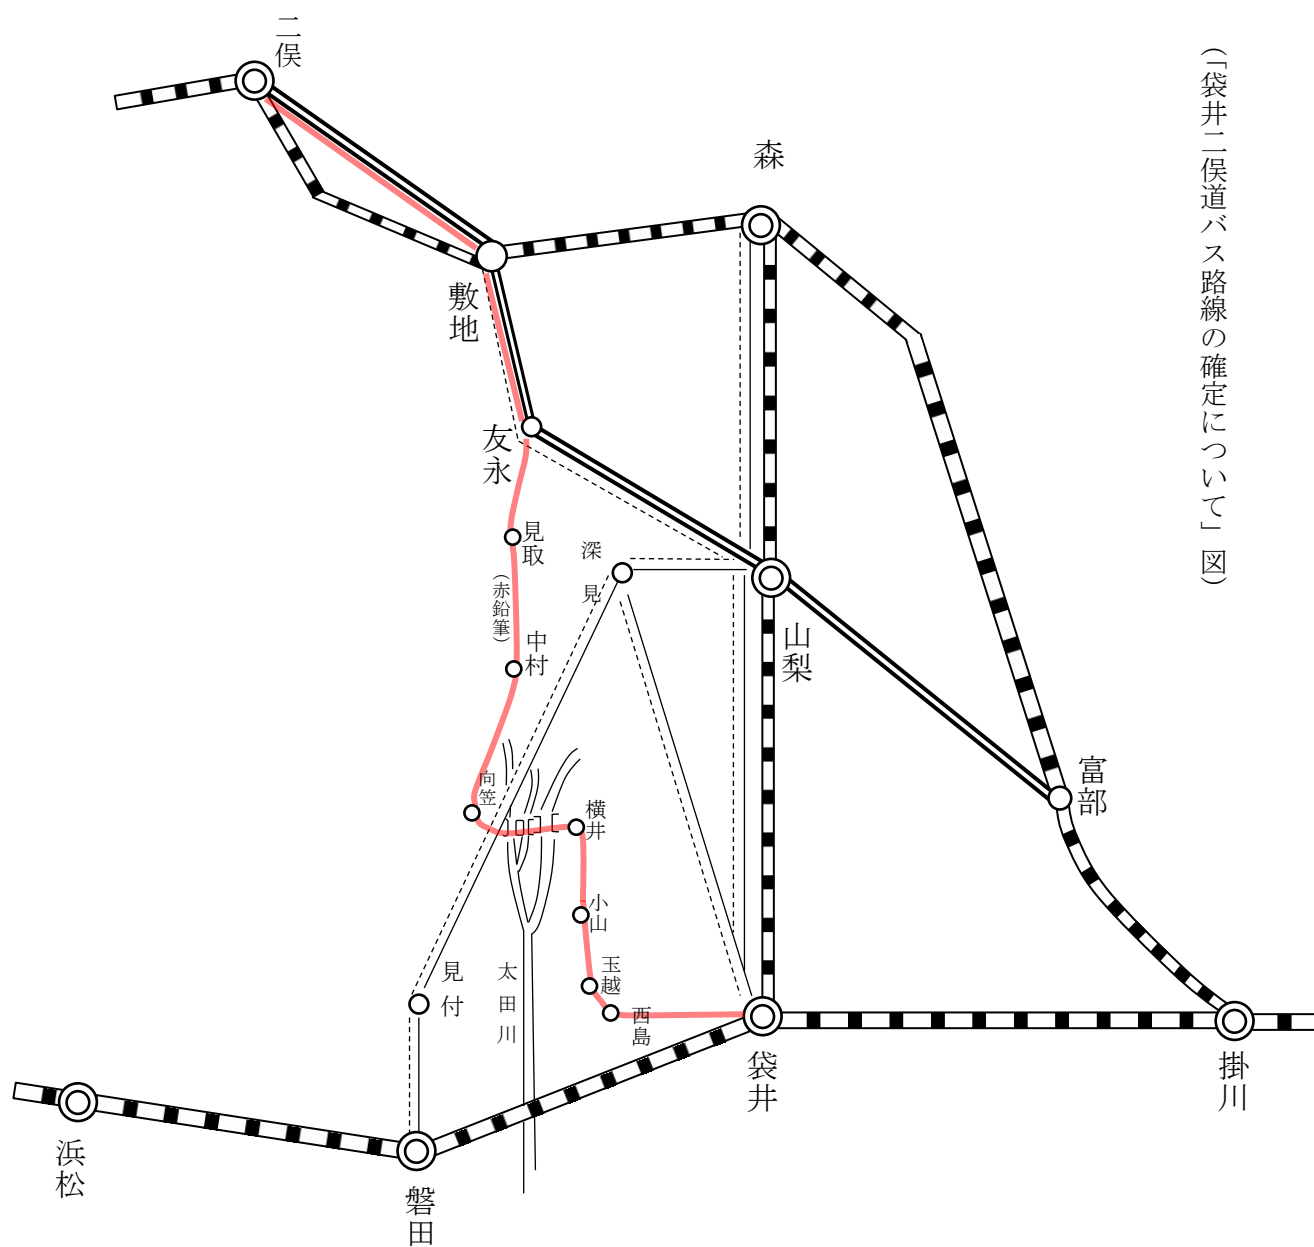 （「袋井二俣道バス路線の確定について」図）
二俣
森
敷地
友永
見取
（赤鉛筆）
中村
深見
山梨
向笠
横井
富部
小山
玉越
西島
見付
太田川
袋井
掛川
浜松
磐田